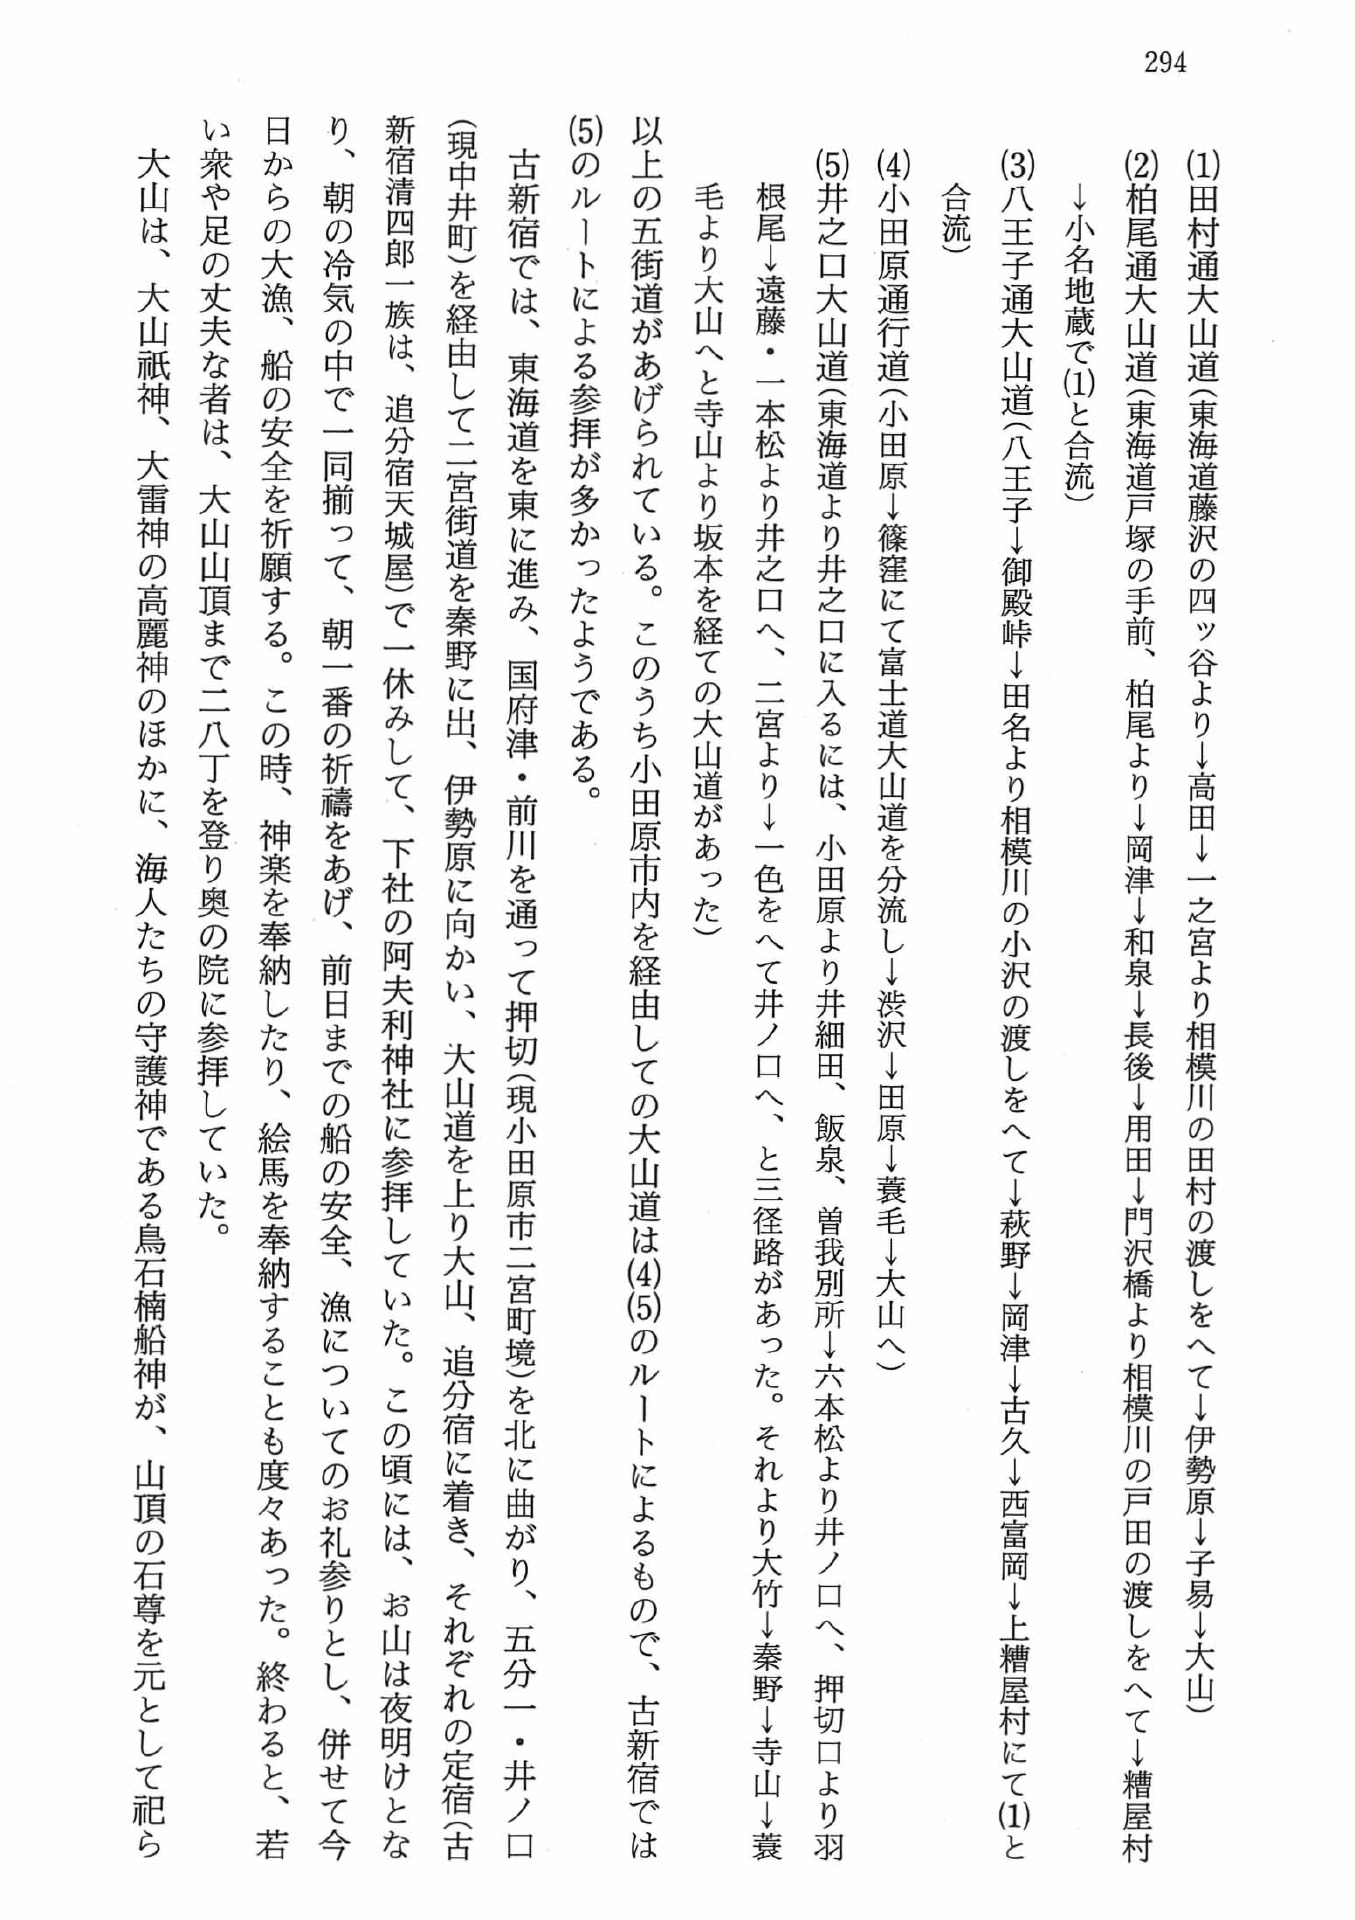 294
(1)田村通大山道(東海道藤沢の四ッ谷より→高田→一之宮より相模川の田村の渡しをへて→伊勢原→子易→大山)
(2)柏尾通大山道(東海道戸塚の手前、柏尾より→岡津→和泉→長後→用田→門沢橋より相模川の戸田の渡しをへて→糟屋村
→小名地蔵で(1)と合流)
(3)八王子通大山道(八王子→御殿峠→田名より相模川の小沢の渡しをへて→萩野→岡津→古久→西富岡→上糟屋村にて(1)と
合流)
(4)小田原通行道(小田原→篠窪にて富士道大山道を分流し→渋沢→田原→蓑毛→大山へ)
(5)井之口大山道(東海道より井之口に入るには、小田原より井細田、飯泉、曽我別所→六本松より井ノ口へ、押切口より羽
根尾→遠藤・一本松より井之口へ、二宮より→一色をへて井ノ口へ、と三径路があった。それより大竹→秦野→寺山→蓑
毛より大山へと寺山より坂本を経ての大山道があった)
以上の五街道があげられている。このうち小田原市内を経由しての大山道は(4)(5)のルートによるもので、古新宿では
(5)のルートによる参拝が多かったようである。
古新宿では、東海道を東に進み、国府津・前川を通って押切(現小田原市二宮町境)を北に曲がり、五分一・井ノ口
(現中井町)を経由して二宮街道を秦野に出、伊勢原に向かい、大山道を上り大山、追分宿に着き、それぞれの定宿(古
新宿清四郎一族は、追分宿天城屋)で一休みして、下社の阿夫利神社に参拝していた。この頃には、お山は夜明けとな
り、朝の冷気の中で一同揃って、朝一番の祈禱をあげ、前日までの船の安全、漁についてのお礼参りとし、併せて今
日からの大漁、船の安全を祈願する。この時、神楽を奉納したり、絵馬を奉納することも度々あった。終わると、若
い衆や足の丈夫な者は、大山山頂まで二八丁を登り奥の院に参拝していた。
大山は、大山祇神、大雷神の高麗神のほかに、海人たちの守護神である鳥石楠船神が、山頂の石尊を元として祀ら